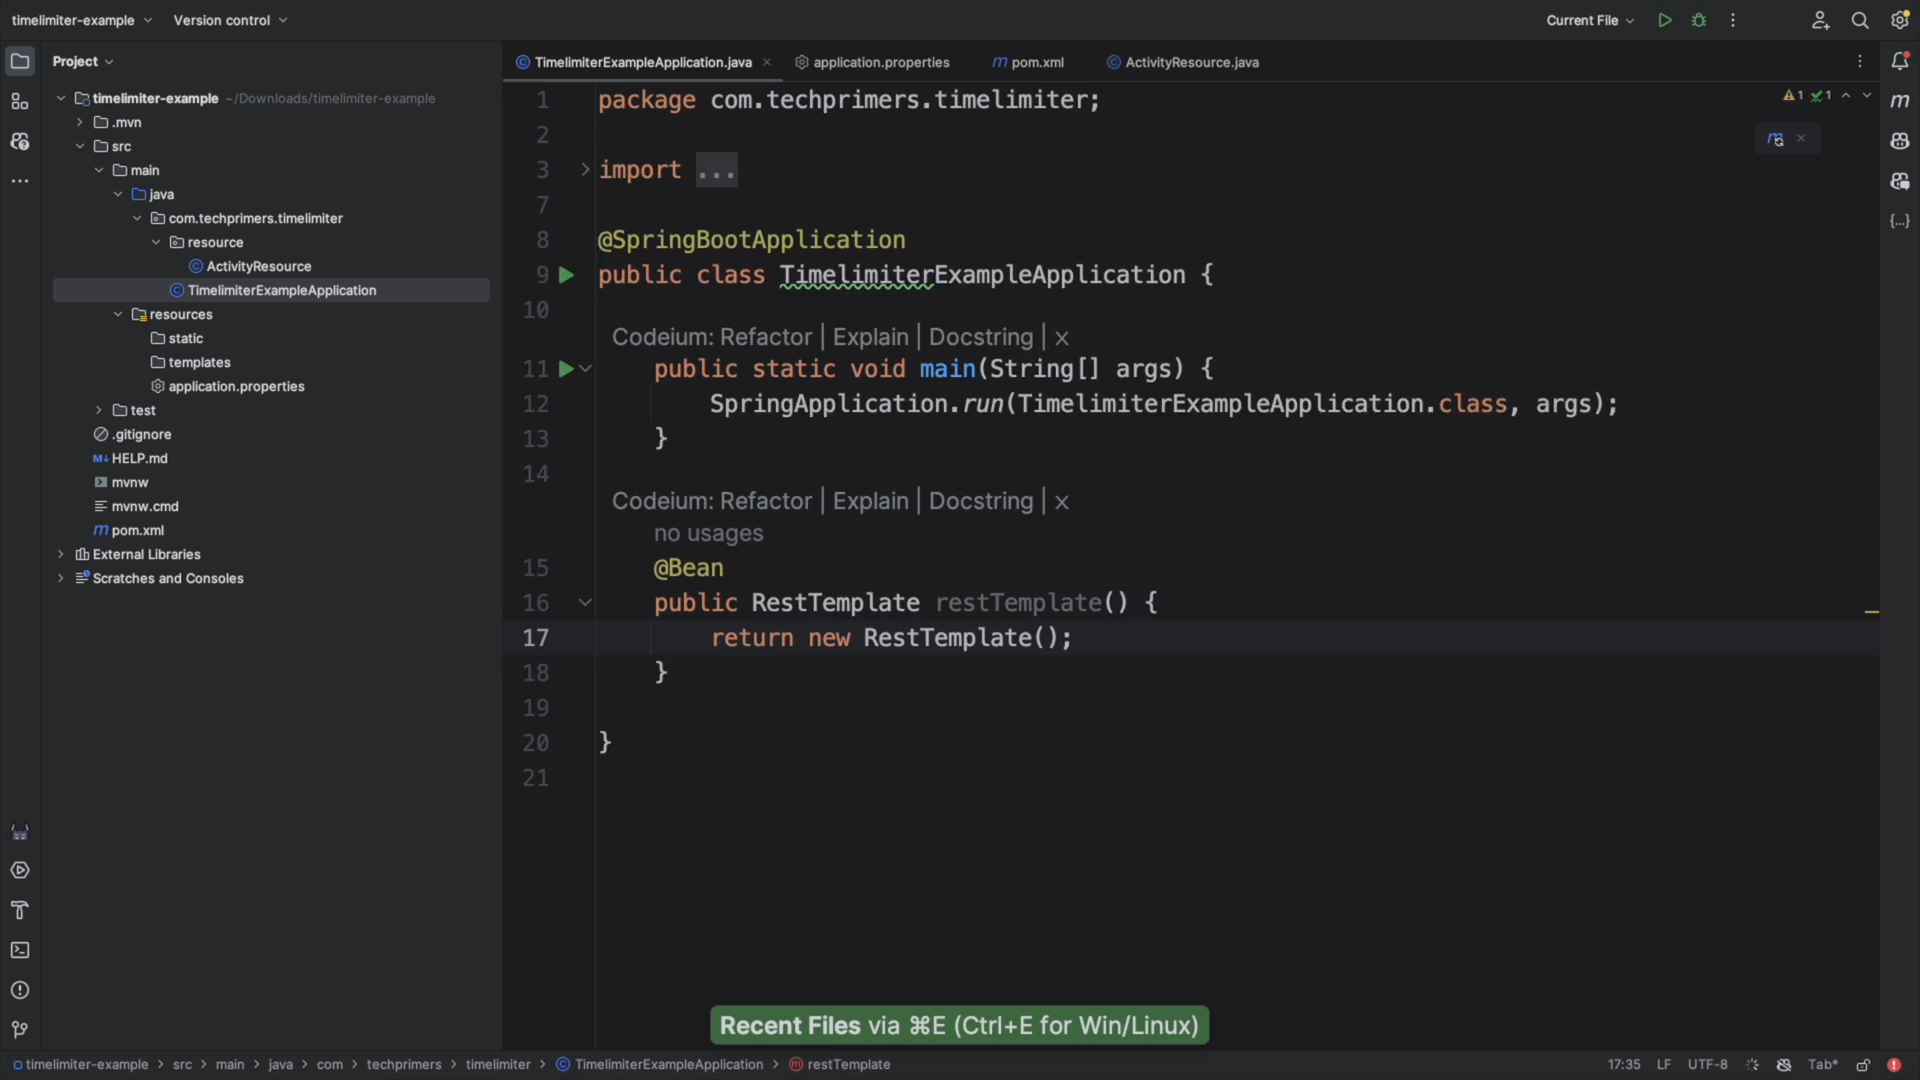 timelimiter-example
Version control
Current File
Project
timelimiter-example ~/Downloads/timelimiter-example
.mvn
src
main
java
com.techprimers.timelimiter
resource
ActivityResource
TimelimiterExampleApplication
resources
static
templates
application.properties
test
.gitignore
M↓ HELP.md
mvnw
mvnw.cmd
m pom.xml
External Libraries
Scratches and Consoles
TimelimiterExampleApplication.java
application.properties
m pom.xml
ActivityResource.java
1 package com.techprimers.timelimiter;
2
3 import ...
7
8 @SpringBootApplication
9 public class TimelimiterExampleApplication {
10
Codeium: Refactor | Explain | Docstring | ×
11 public static void main(String[] args) {
12 SpringApplication.run(TimelimiterExampleApplication.class, args);
13 }
14
Codeium: Refactor | Explain | Docstring | ×
no usages
15 @Bean
16 public RestTemplate restTemplate() {
17 return new RestTemplate();
18 }
19
20 }
21
1 1
Recent Files via ⌘E (Ctrl+E for Win/Linux)
timelimiter-example > src > main > java > com > techprimers > timelimiter > TimelimiterExampleApplication > restTemplate
17:35 LF UTF-8 Tab*